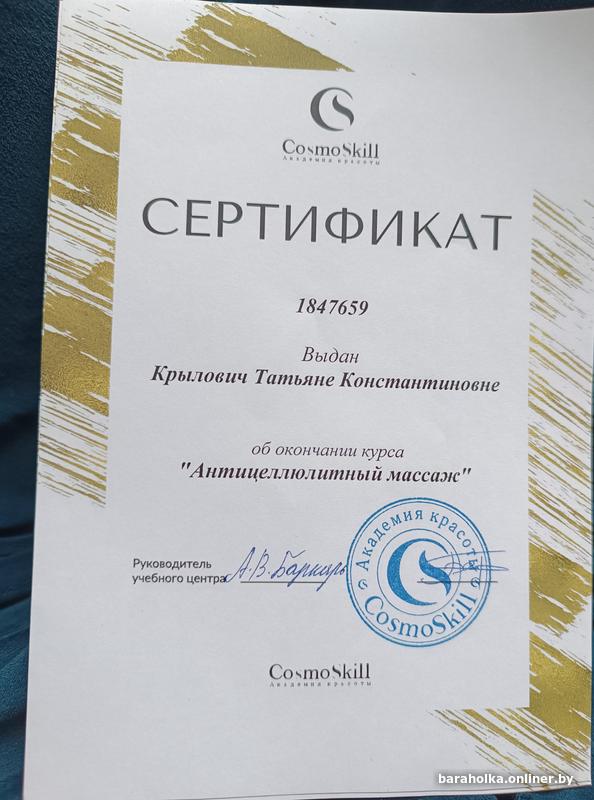 CosmoSkill
Академия красоты
СЕРТИФИКАТ
1847659
Выдан
Крылович Татьяне Константиновне
об окончании курса
"Антицеллюлитный массаж"
Руководитель
учебного центра А.В.
Академия красоты
CosmoSkill
CosmoSkill
Академия красоты
baraholka.onliner.by